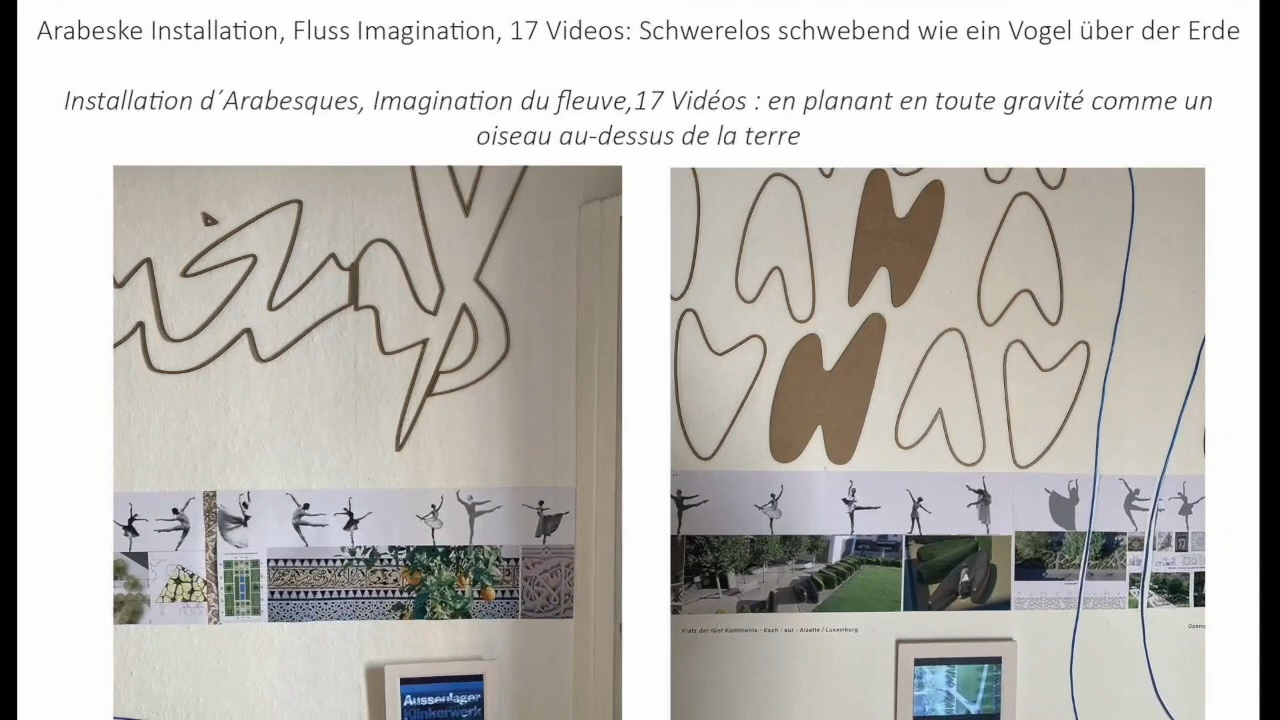 Arabeske Installation, Fluss Imagination, 17 Videos: Schwerelos schwebend wie ein Vogel über der Erde
Installation d´Arabesques, Imagination du fleuve,17 Vidéos : en planant en toute gravité comme un
oiseau au-dessus de la terre
Platz der fünf Kontinente - Esch - sur - Alzette / Luxemburg
Aussenlager
Klinkerwerk